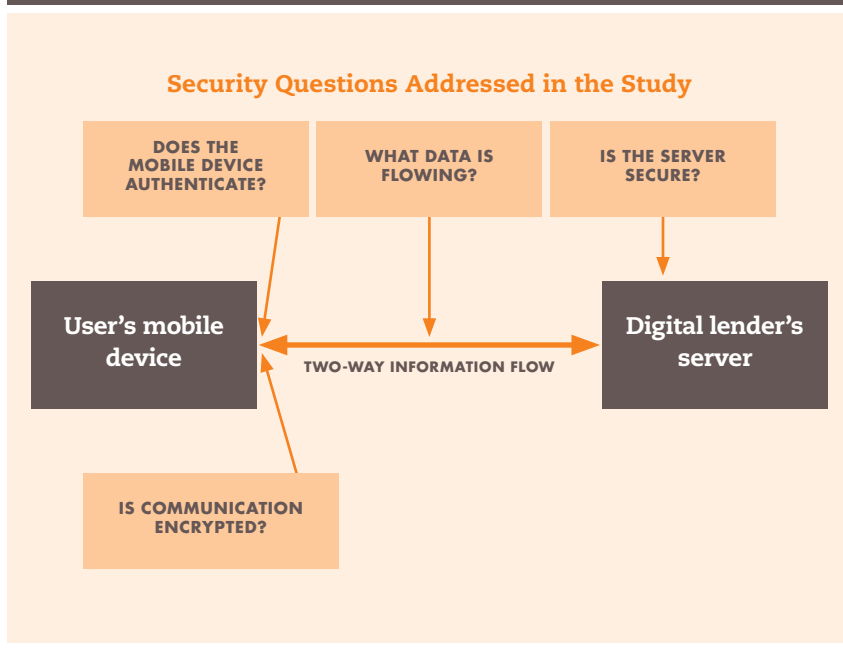 Security Questions Addressed in the Study
DOES THE
MOBILE DEVICE
AUTHENTICATE?
WHAT DATA IS
FLOWING?
IS THE SERVER
SECURE?
User’s mobile
device
TWO-WAY INFORMATION FLOW
Digital lender’s
server
IS COMMUNICATION
ENCRYPTED?